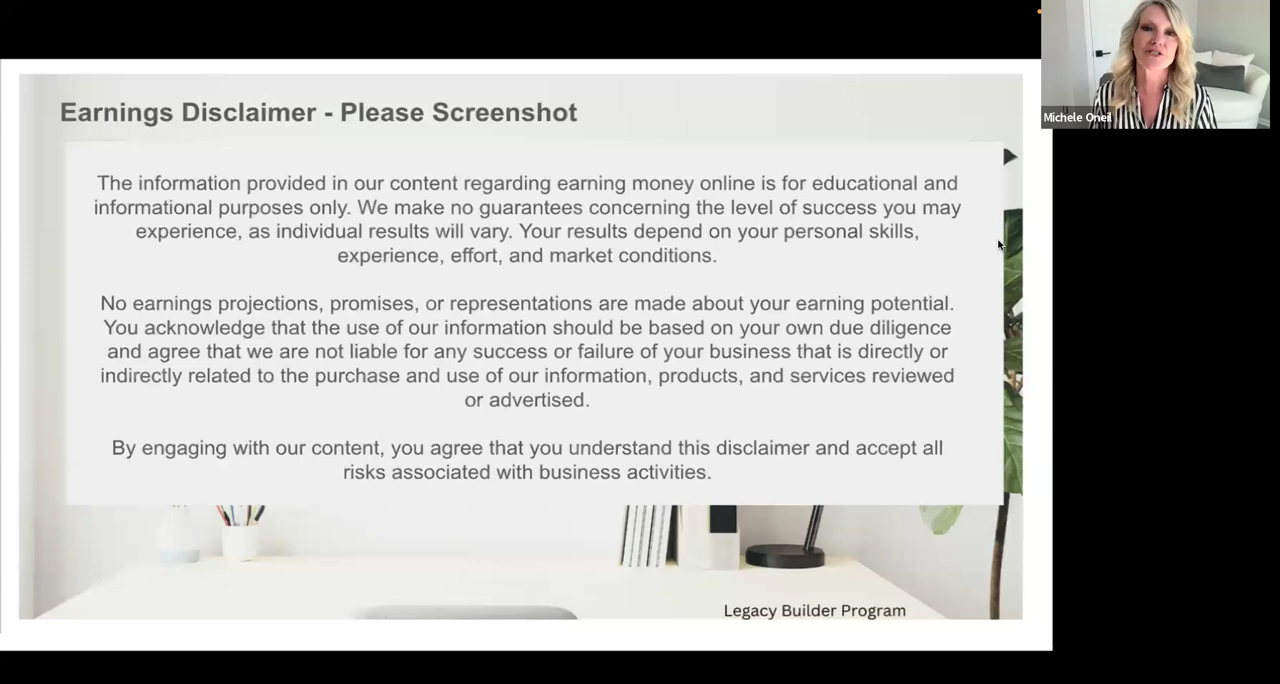 Earnings Disclaimer - Please Screenshot
The information provided in our content regarding earning money online is for educational and
informational purposes only. We make no guarantees concerning the level of success you may
experience, as individual results will vary. Your results depend on your personal skills,
experience, effort, and market conditions.
No earnings projections, promises, or representations are made about your earning potential.
You acknowledge that the use of our information should be based on your own due diligence
and agree that we are not liable for any success or failure of your business that is directly or
indirectly related to the purchase and use of our information, products, and services reviewed
or advertised.
By engaging with our content, you agree that you understand this disclaimer and accept all
risks associated with business activities.
Legacy Builder Program
Michele Oneil